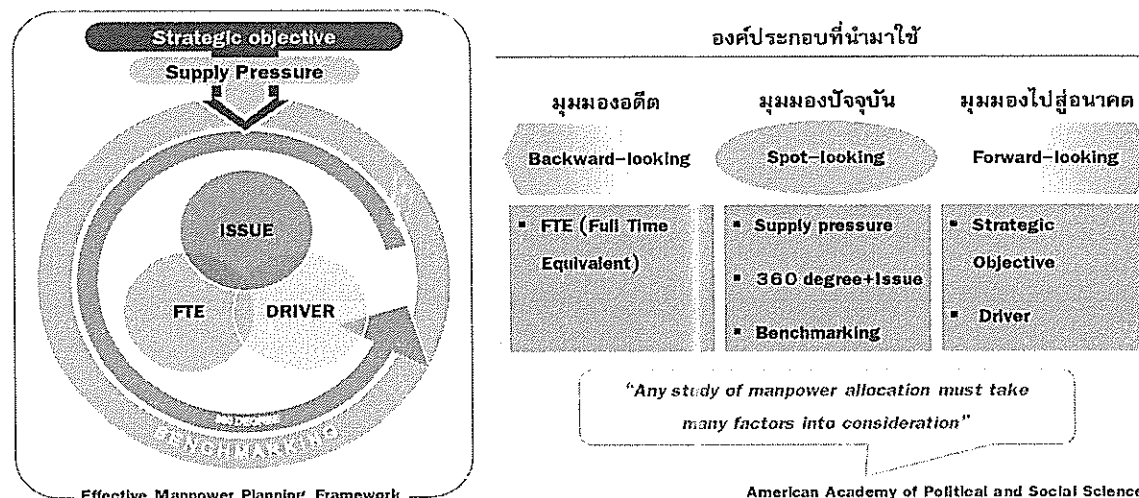 Strategic objective
Supply Pressure
ISSUE
FTE
DRIVER
360 DEGREE
BENCHMARKING
Effective Manpower Planning Framework
องค์ประกอบที่นำมาใช้
มุมมองอดีต
มุมมองปัจจุบัน
มุมมองไปสู่อนาคต
Backward-looking
Spot-looking
Forward-looking
▪ FTE (Full Time
Equivalent)
▪ Supply pressure
▪ 360 degree+Issue
▪ Benchmarking
▪ Strategic
Objective
▪ Driver
“Any study of manpower allocation must take
many factors into consideration”
American Academy of Political and Social Science